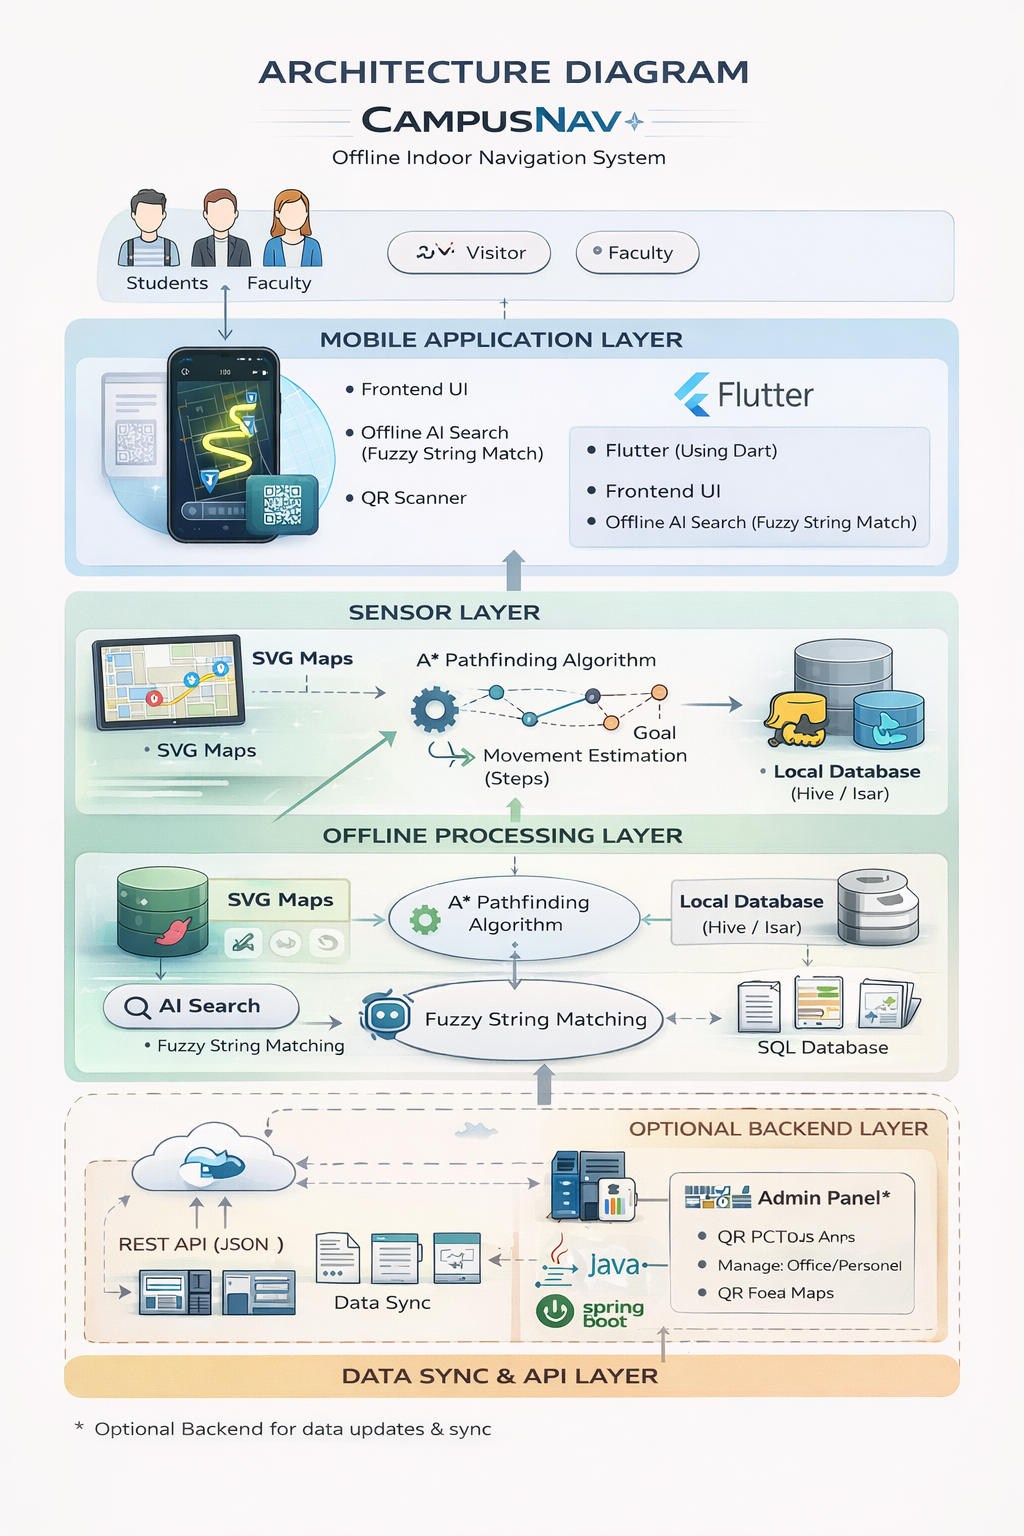 ARCHITECTURE DIAGRAM
CAMPUSNAV
Offline Indoor Navigation System
Students
Faculty
Visitor
Faculty
MOBILE APPLICATION LAYER
• Frontend UI
• Offline AI Search
(Fuzzy String Match)
• QR Scanner
Flutter
• Flutter (Using Dart)
• Frontend UI
• Offline AI Search (Fuzzy String Match)
SENSOR LAYER
SVG Maps
• SVG Maps
A* Pathfinding Algorithm
Goal
Movement Estimation
(Steps)
• Local Database
(Hive / Isar)
OFFLINE PROCESSING LAYER
SVG Maps
A* Pathfinding
Algorithm
Local Database
(Hive / Isar)
AI Search
• Fuzzy String Matching
Fuzzy String Matching
SQL Database
OPTIONAL BACKEND LAYER
REST API (JSON )
Data Sync
Java
spring
boot
Admin Panel*
• QR PCTOJs Anrs
• Manage: Office/Personel
• QR Foea Maps
DATA SYNC & API LAYER
* Optional Backend for data updates & sync